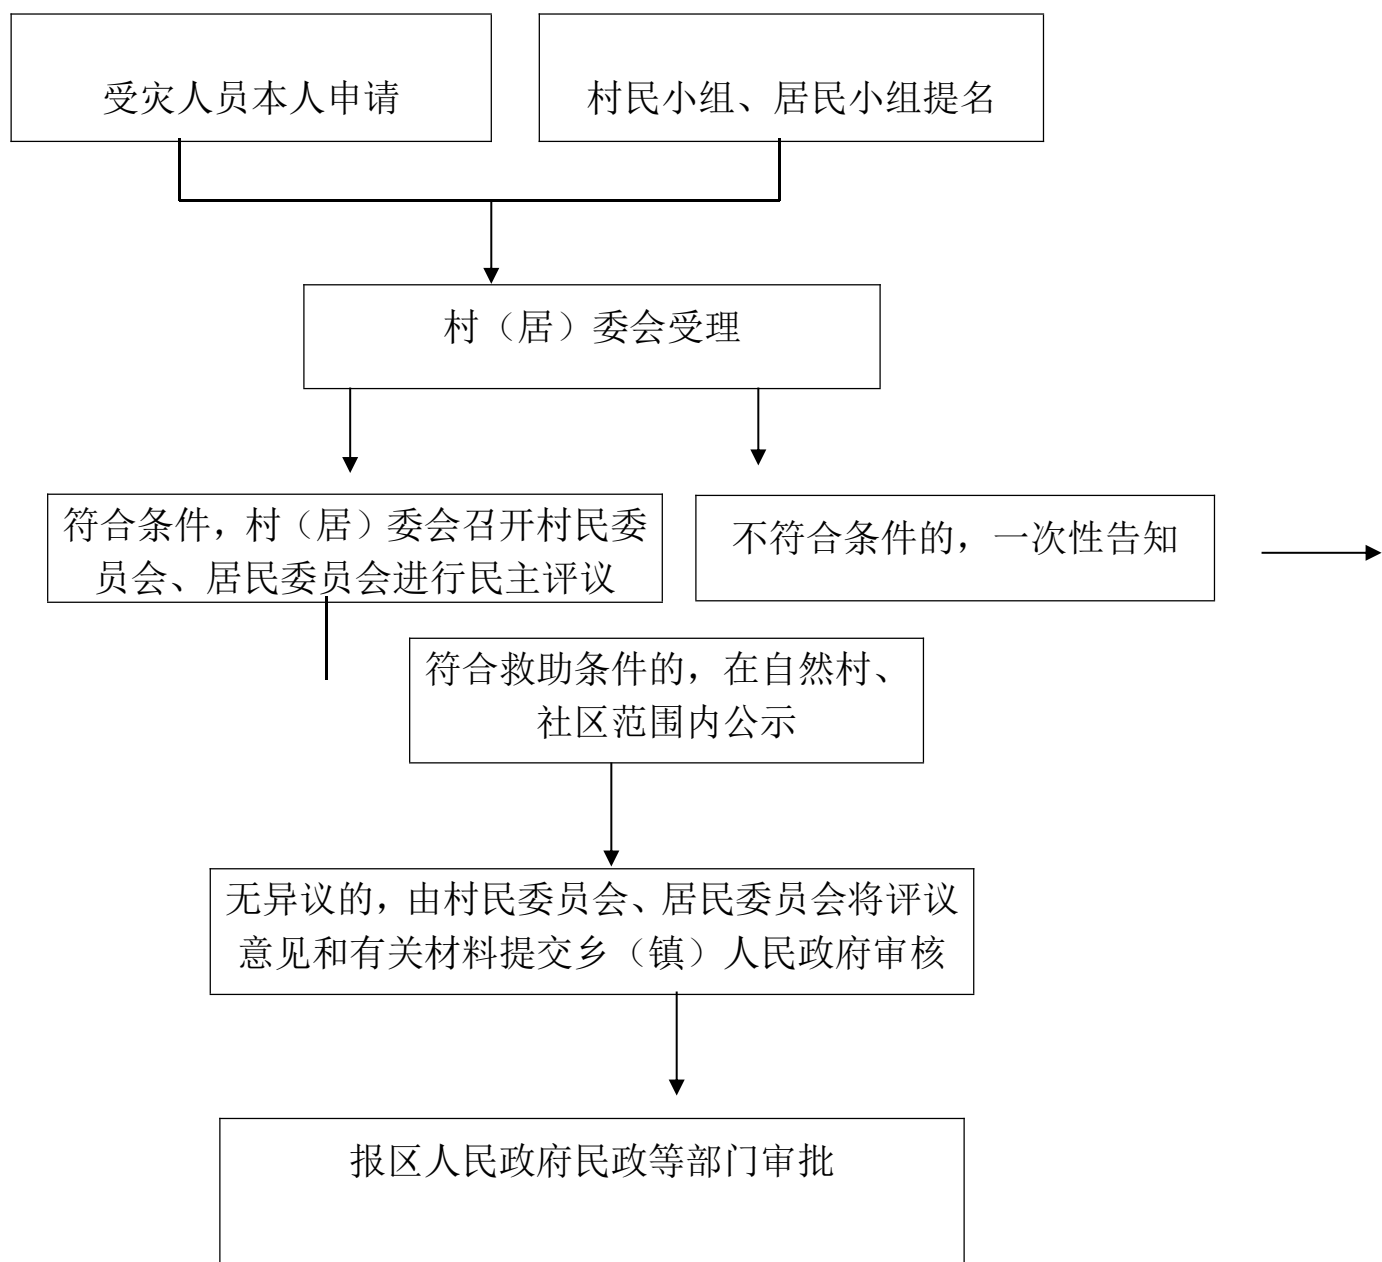 受灾人员本人申请
村民小组、居民小组提名
村（居）委会受理
符合条件，村（居）委会召开村民委
员会、居民委员会进行民主评议
不符合条件的，一次性告知
符合救助条件的，在自然村、
社区范围内公示
无异议的，由村民委员会、居民委员会将评议
意见和有关材料提交乡（镇）人民政府审核
报区人民政府民政等部门审批